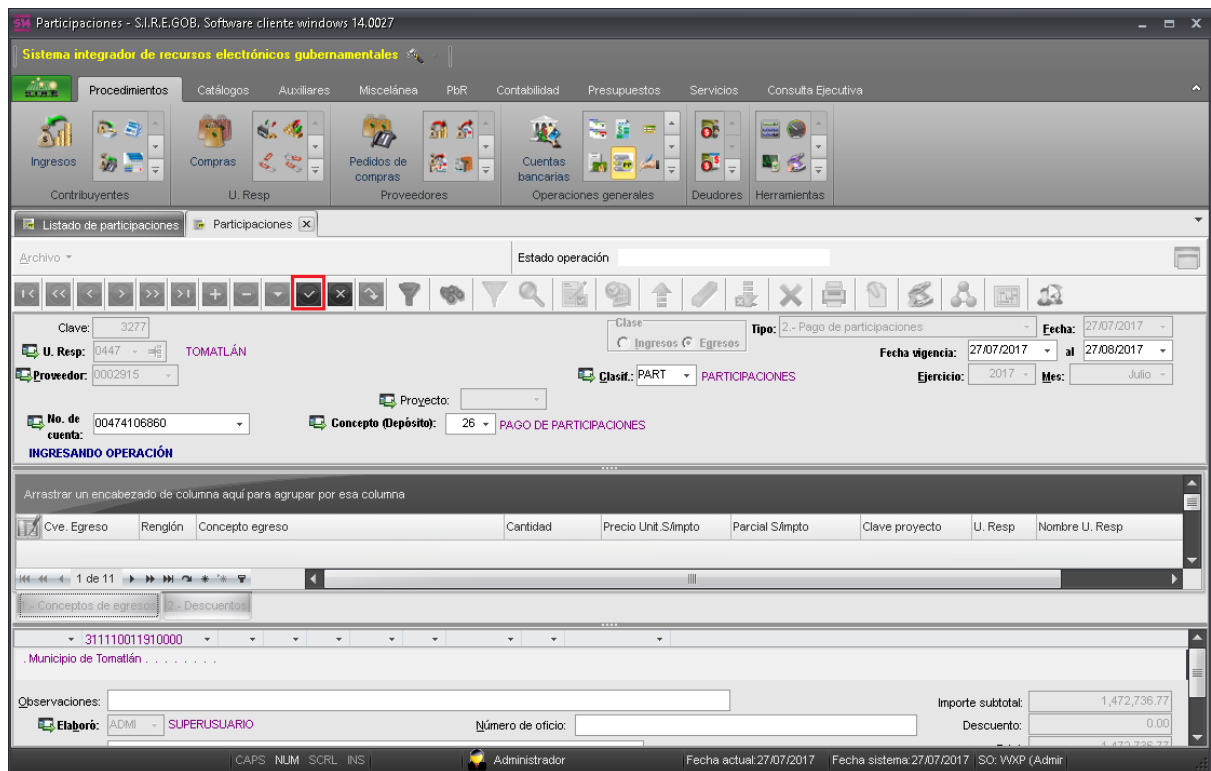 Participaciones - S.I.R.E.GOB. Software cliente windows 14.0027
Sistema integrador de recursos electrónicos gubernamentales
Procedimientos Catálogos Auxiliares Miscelánea PbR Contabilidad Presupuestos Servicios Consulta Ejecutiva
Ingresos Compras Pedidos de compras Cuentas bancarias
Contribuyentes U. Resp Proveedores Operaciones generales Deudores Herramientas
Listado de participaciones Participaciones
Archivo Estado operación
Clave: 3277 Clase Tipo: 2.- Pago de participaciones Fecha: 27/07/2017
Ingresos Egresos
U. Resp: 0447 TOMATLÁN Fecha vigencia: 27/07/2017 al 27/08/2017
Proveedor: 0002915 Clasif.: PART PARTICIPACIONES Ejercicio: 2017 Mes: Julio
Proyecto:
No. de cuenta: 00474106860 Concepto (Depósito): 26 PAGO DE PARTICIPACIONES
INGRESANDO OPERACIÓN
Arrastrar un encabezado de columna aquí para agrupar por esa columna
Cve. Egreso Renglón Concepto egreso Cantidad Precio Unit.S/impto Parcial S/impto Clave proyecto U. Resp Nombre U. Resp
1 de 11
1.- Conceptos de egresos 2.- Descuentos
311110011910000
. Municipio de Tomatlán . . . . . . . .
Observaciones: Importe subtotal: 1,472,736.77
Elaboró: ADMI SUPERUSUARIO Número de oficio: Descuento: 0.00
CAPS NUM SCRL INS Administrador Fecha actual:27/07/2017 Fecha sistema:27/07/2017 SO: WXP (Admir